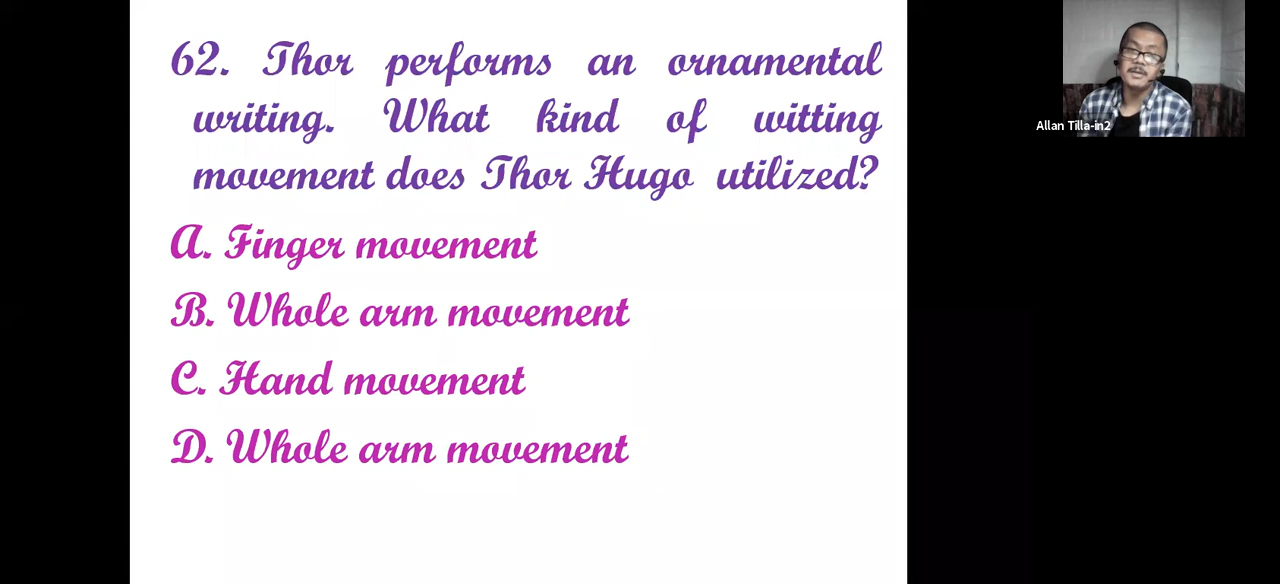 62. Thor performs an ornamental
writing. What kind of witting
movement does Thor Hugo utilized?
A. Finger movement
B. Whole arm movement
C. Hand movement
D. Whole arm movement
Allan Tilla-in2